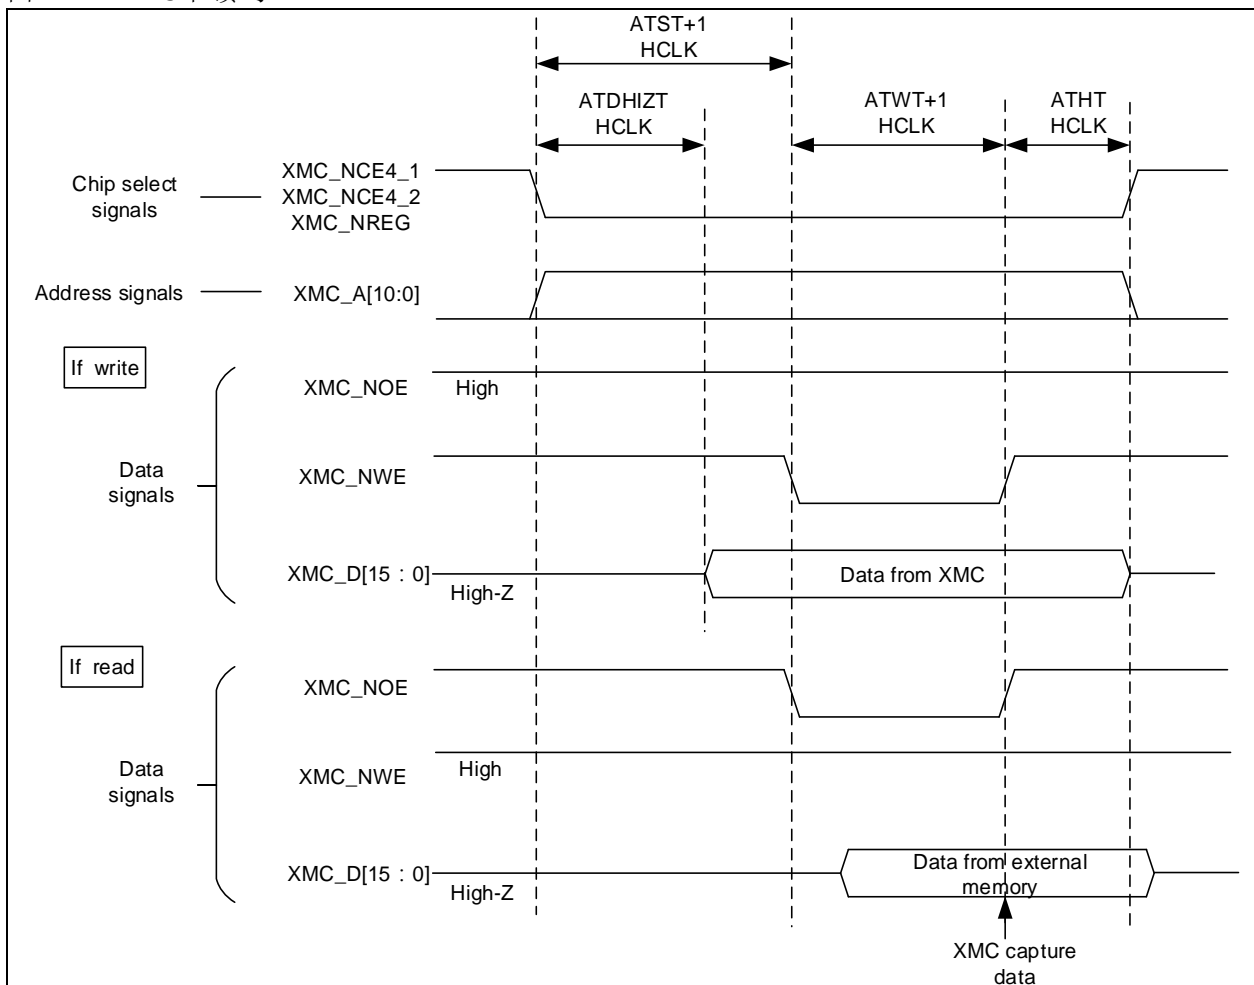 ATST+1
HCLK
ATDHIZT
HCLK
ATWT+1
HCLK
ATHT
HCLK
Chip select
signals
XMC_NCE4_1
XMC_NCE4_2
XMC_NREG
Address signals
XMC_A[10:0]
If write
XMC_NOE
High
Data
signals
XMC_NWE
XMC_D[15 : 0]
High-Z
Data from XMC
If read
XMC_NOE
Data
signals
XMC_NWE
High
XMC_D[15 : 0]
High-Z
Data from external
memory
XMC capture
data